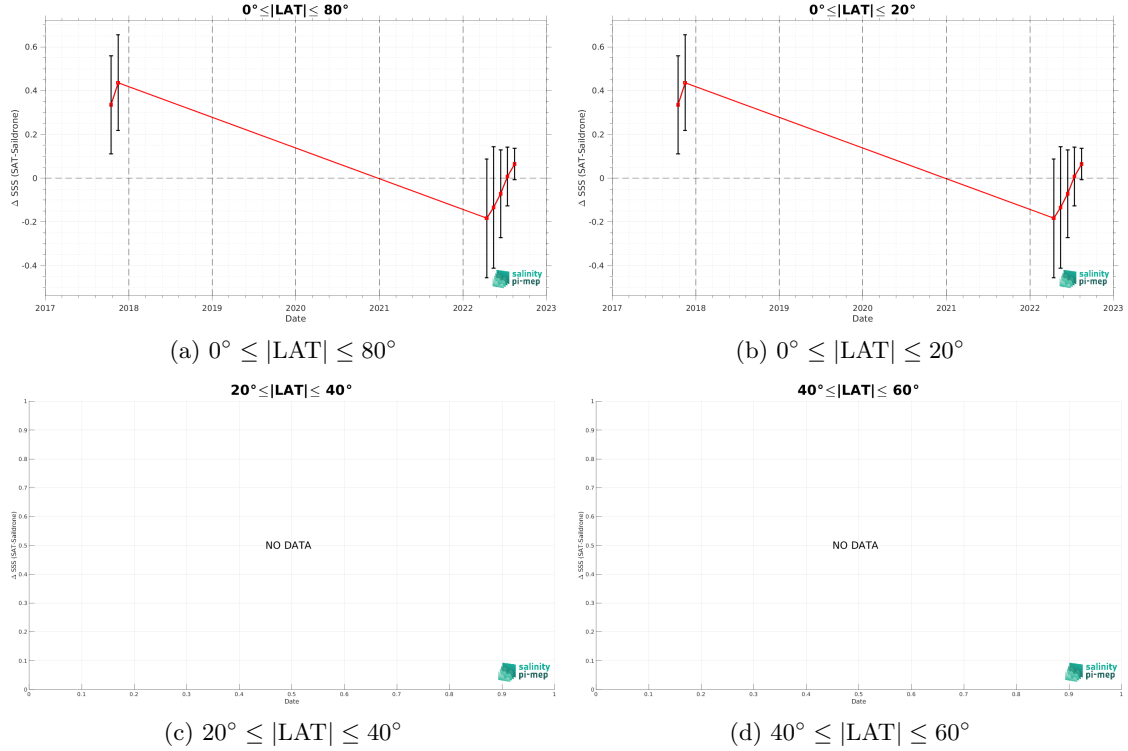 0°≤|LAT|≤ 80°
0.6
0.4
0.2
0
-0.2
-0.4
Δ SSS (SAT-Saildrone)
2017 2018 2019 2020 2021 2022 2023
Date
salinity
pi-mep
(a) 0° ≤ |LAT| ≤ 80°
0°≤|LAT|≤ 20°
0.6
0.4
0.2
0
-0.2
-0.4
Δ SSS (SAT-Saildrone)
2017 2018 2019 2020 2021 2022 2023
Date
salinity
pi-mep
(b) 0° ≤ |LAT| ≤ 20°
20°≤|LAT|≤ 40°
1
0.9
0.8
0.7
0.6
0.5
0.4
0.3
0.2
0.1
0
Δ SSS (SAT-Saildrone)
NO DATA
0 0.1 0.2 0.3 0.4 0.5 0.6 0.7 0.8 0.9 1
Date
salinity
pi-mep
(c) 20° ≤ |LAT| ≤ 40°
40°≤|LAT|≤ 60°
1
0.9
0.8
0.7
0.6
0.5
0.4
0.3
0.2
0.1
0
Δ SSS (SAT-Saildrone)
NO DATA
0 0.1 0.2 0.3 0.4 0.5 0.6 0.7 0.8 0.9 1
Date
salinity
pi-mep
(d) 40° ≤ |LAT| ≤ 60°